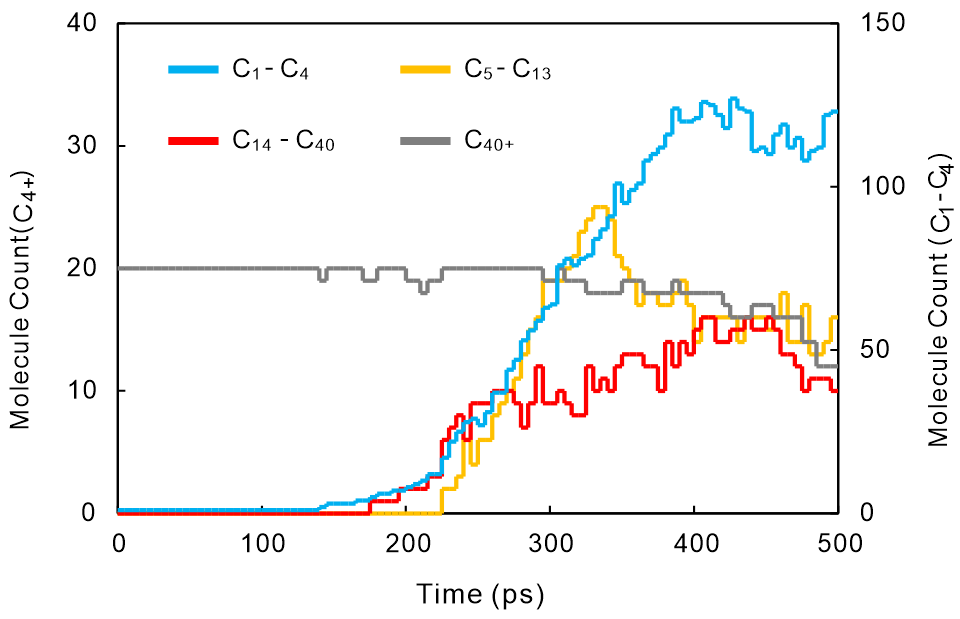 40
150
C₁ - C₄
C₅ - C₁₃
C₁₄ - C₄₀
C₄₀₊
30
100
20
50
10
0
0
0
100
200
300
400
500
Time (ps)
Molecule Count(C₄₊)
Molecule Count ( C₁ - C₄)